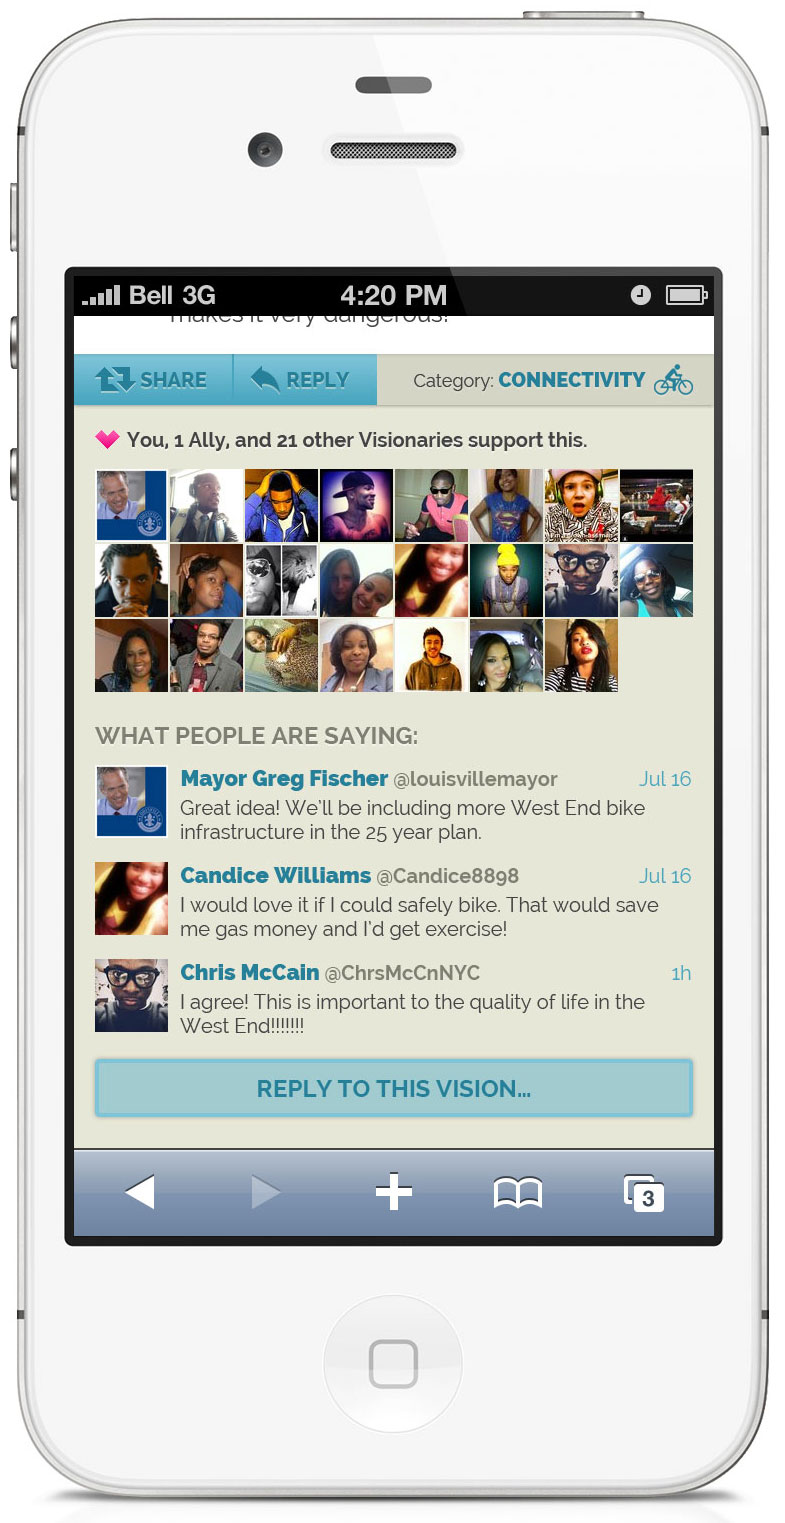 Bell 3G 4:20 PM
makes it very dangerous!
SHARE REPLY Category: CONNECTIVITY
You, 1 Ally, and 21 other Visionaries support this.
WHAT PEOPLE ARE SAYING:
Mayor Greg Fischer @louisvillemayor Jul 16
Great idea! We'll be including more West End bike
infrastructure in the 25 year plan.
Candice Williams @Candice8898 Jul 16
I would love it if I could safely bike. That would save
me gas money and I'd get exercise!
Chris McCain @ChrsMcCnNYC 1h
I agree! This is important to the quality of life in the
West End!!!!!!!
REPLY TO THIS VISION...
3